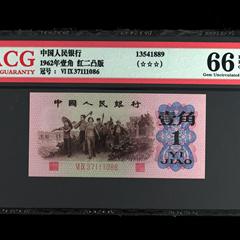 ACG
GUARANTY
中国人民银行
1962年壹角 红二凸版
冠号： VI IX 37111086
13541889
(☆☆☆)
66
Gem Uncirculated
中国人民银行
VI IX 37111086
壹角
1
YI
JIAO